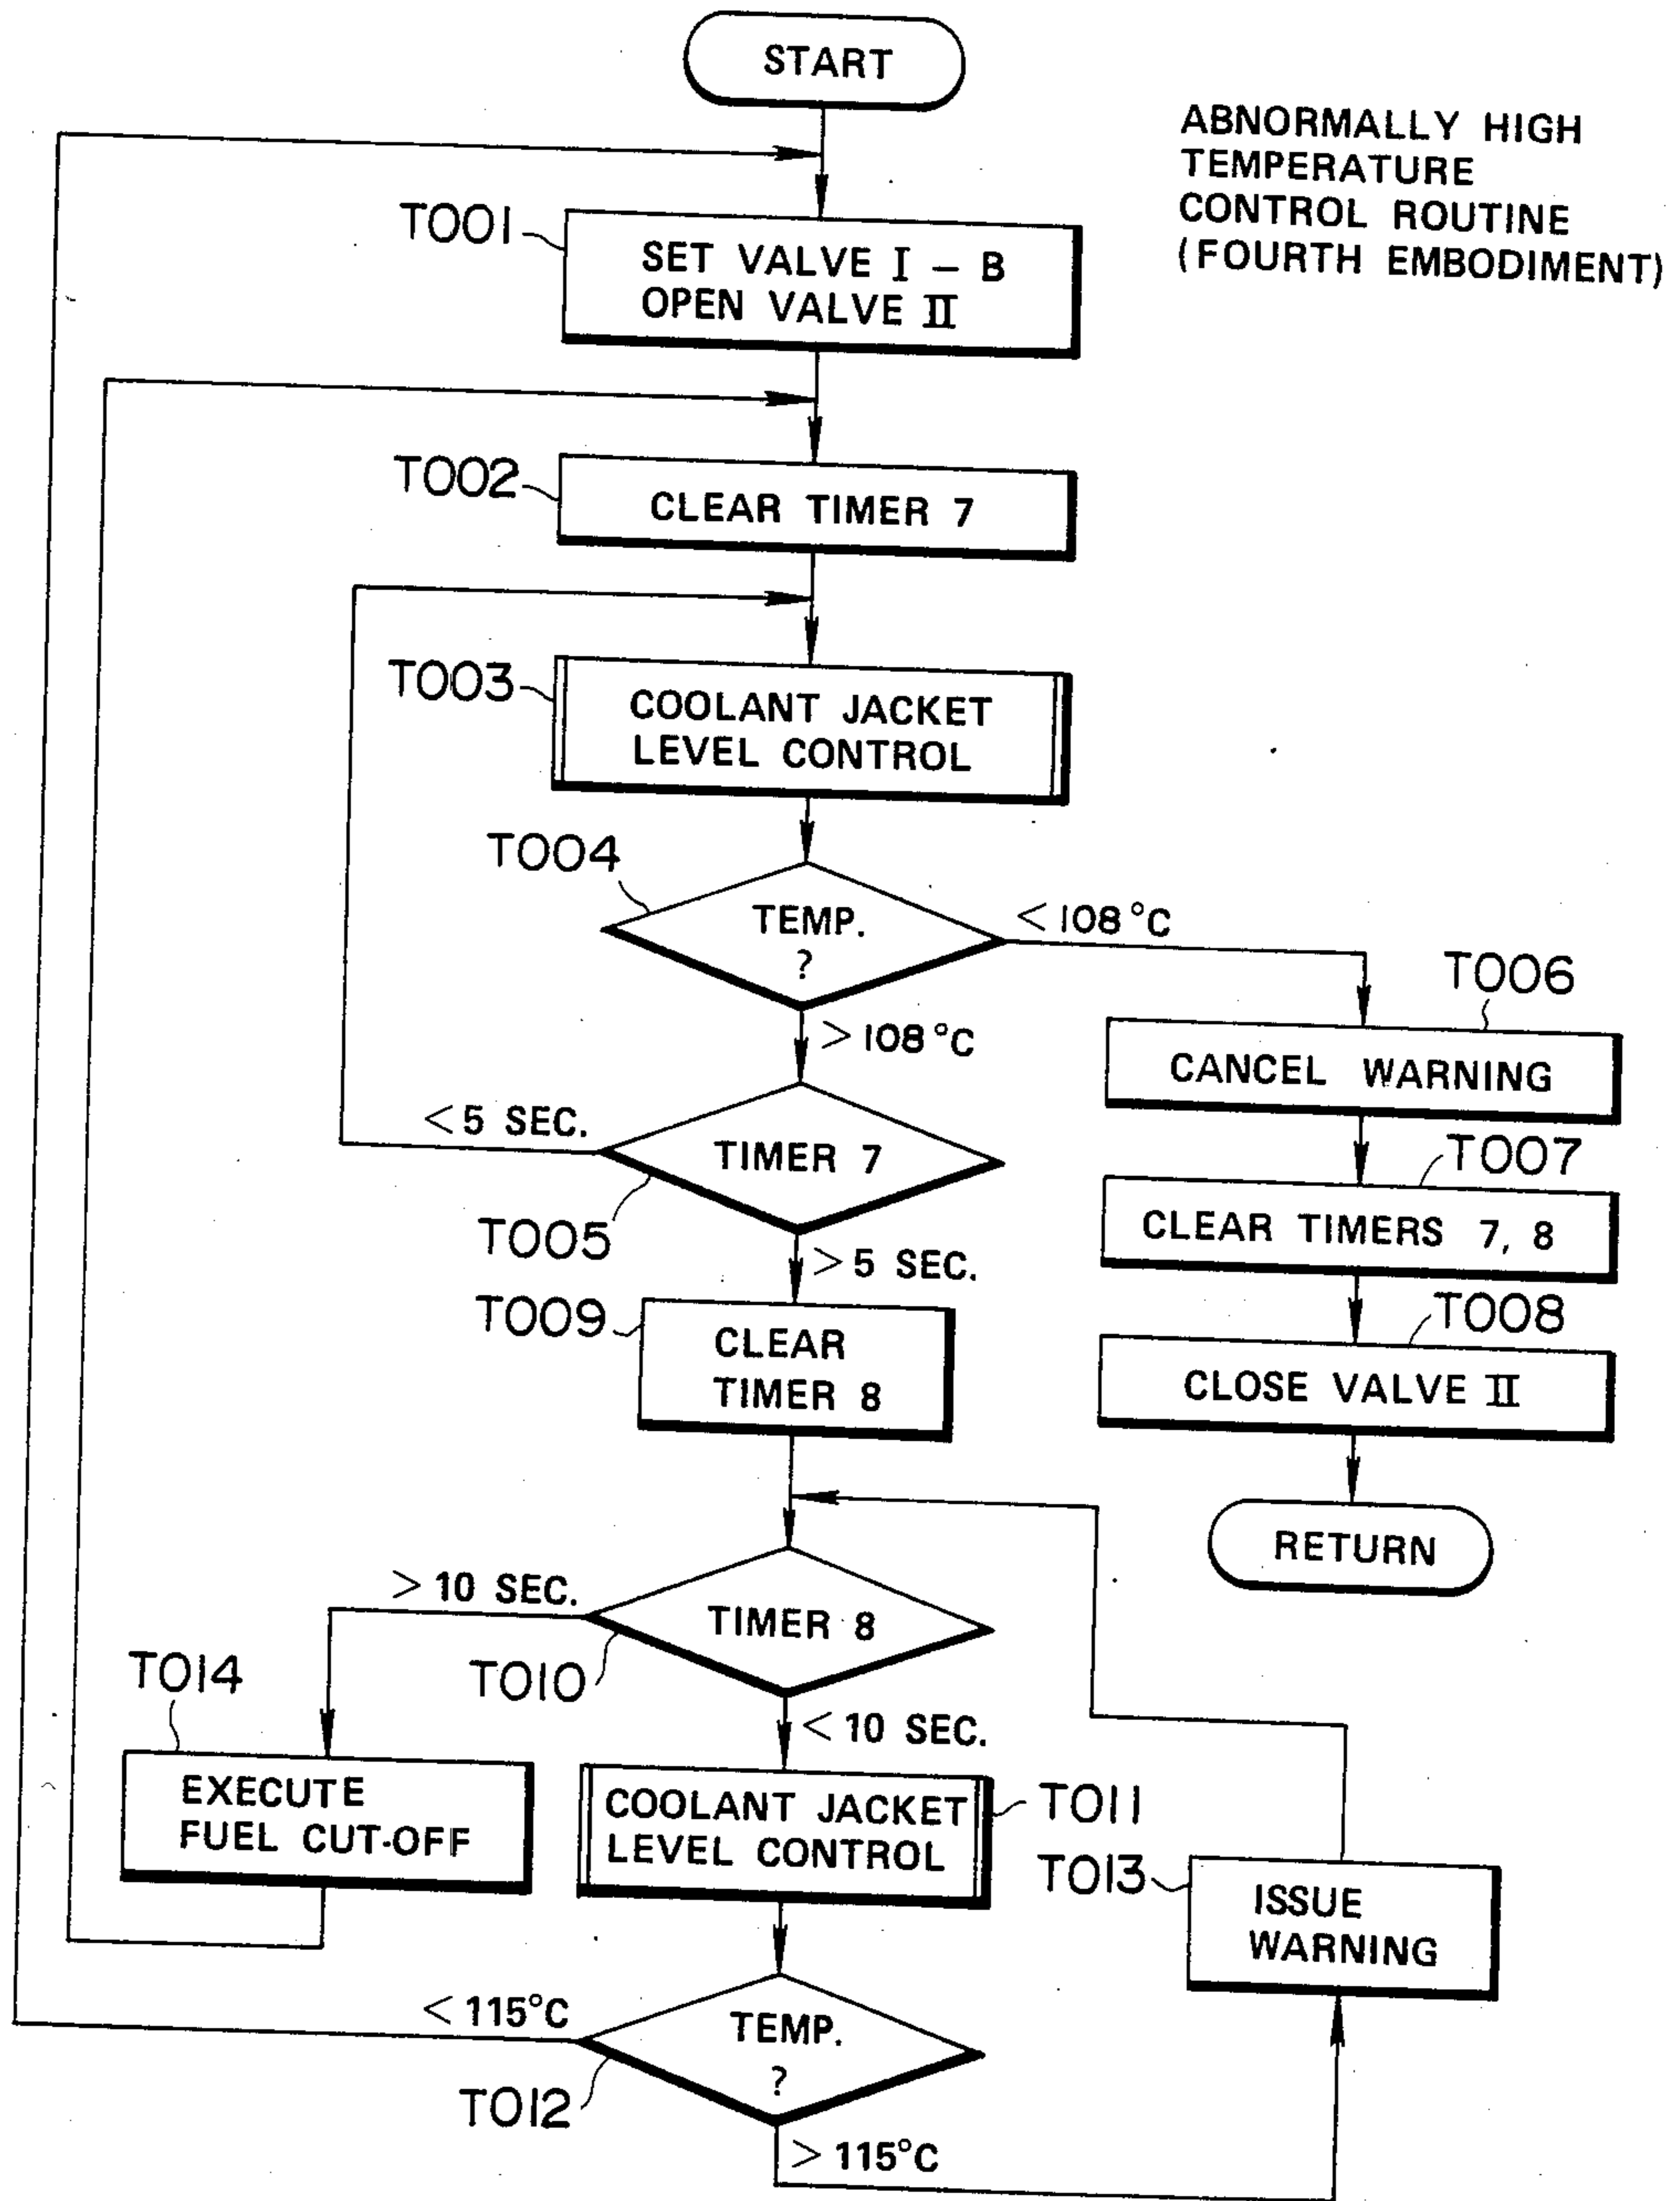 START
ABNORMALLY HIGH
TEMPERATURE
CONTROL ROUTINE
(FOURTH EMBODIMENT)
T001
SET VALVE I – B
OPEN VALVE II
T002
CLEAR TIMER 7
T003
COOLANT JACKET
LEVEL CONTROL
T004
TEMP.
?
< 108°C
> 108°C
T006
CANCEL WARNING
< 5 SEC.
TIMER 7
T005
> 5 SEC.
T007
CLEAR TIMERS 7, 8
T009
CLEAR
TIMER 8
T008
CLOSE VALVE II
RETURN
> 10 SEC.
TIMER 8
T010
< 10 SEC.
T014
EXECUTE
FUEL CUT-OFF
COOLANT JACKET
LEVEL CONTROL
T011
T013
ISSUE
WARNING
< 115°C
TEMP.
?
T012
> 115°C